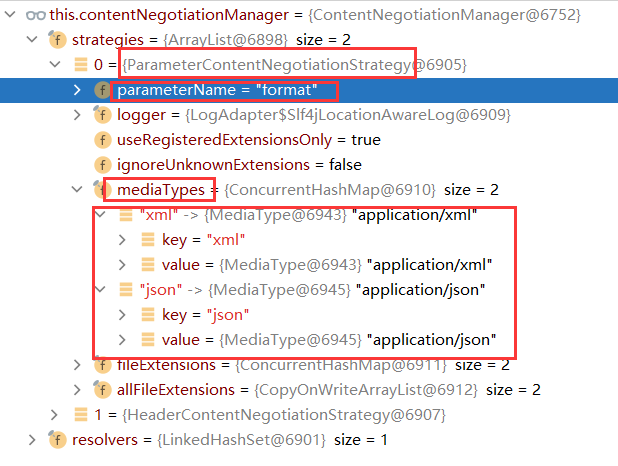 this.contentNegotiationManager = {ContentNegotiationManager@6752}
strategies = {ArrayList@6898} size = 2
0 = {ParameterContentNegotiationStrategy@6905}
f parameterName = "format"
f logger = {LogAdapter$Slf4jLocationAwareLog@6909}
f useRegisteredExtensionsOnly = true
f ignoreUnknownExtensions = false
f mediaTypes = {ConcurrentHashMap@6910} size = 2
"xml" -> {MediaType@6943} "application/xml"
key = "xml"
value = {MediaType@6943} "application/xml"
"json" -> {MediaType@6945} "application/json"
key = "json"
value = {MediaType@6945} "application/json"
f fileExtensions = {ConcurrentHashMap@6911} size = 2
f allFileExtensions = {CopyOnWriteArrayList@6912} size = 2
1 = {HeaderContentNegotiationStrategy@6907}
f resolvers = {LinkedHashSet@6901} size = 1